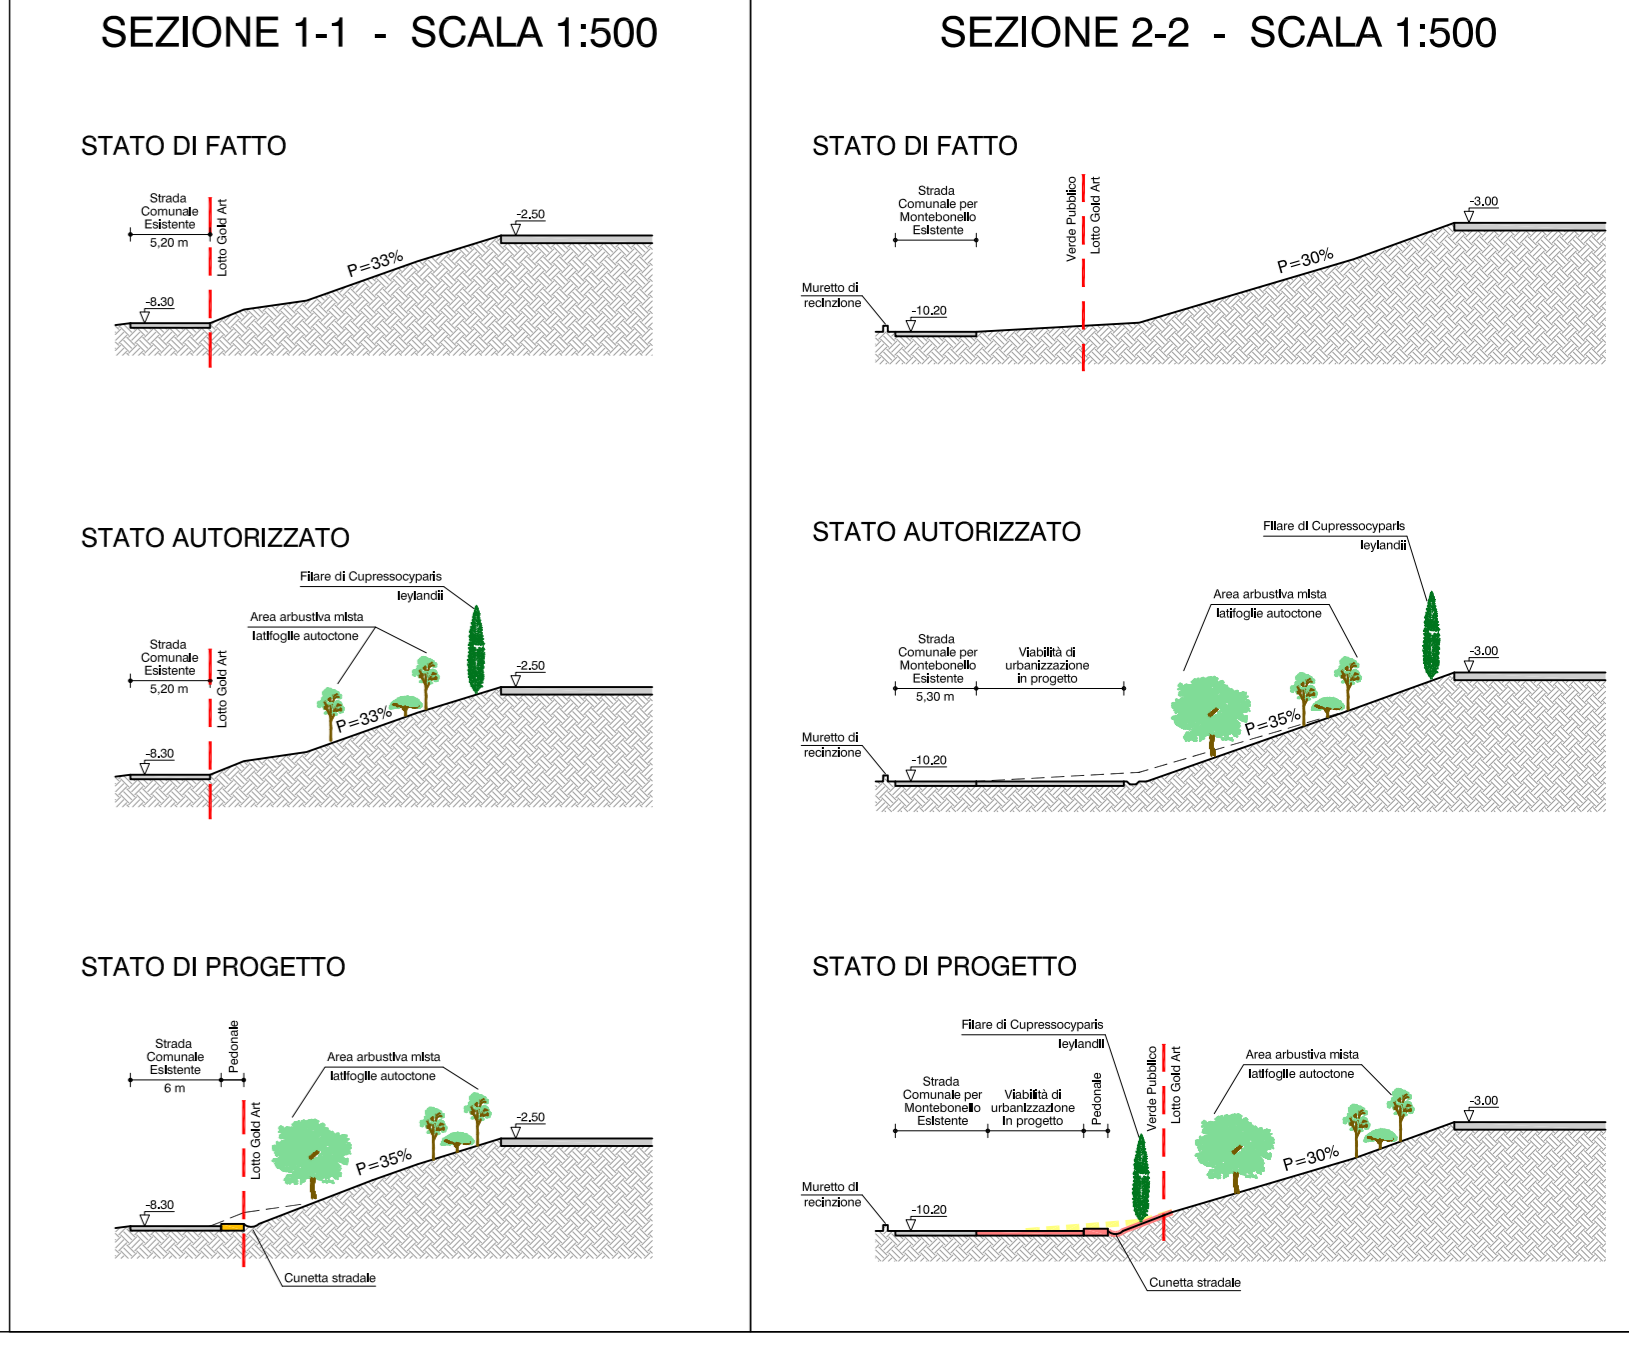 SEZIONE 1-1 - SCALA 1:500
STATO DI FATTO
Strada
Comunale
Esistente
5,20 m
Lotto Gold Art
P=33%
-2.50
-8.30
STATO AUTORIZZATO
Filare di Cupressocyparis
leylandii
Area arbustiva mista
latifoglie autoctone
Strada
Comunale
Esistente
5,20 m
Lotto Gold Art
P=33%
-2.50
-8.30
STATO DI PROGETTO
Strada
Comunale
Esistente
6 m
Pedonale
Lotto Gold Art
Area arbustiva mista
latifoglie autoctone
P=35%
-2.50
-8.30
Cunetta stradale
SEZIONE 2-2 - SCALA 1:500
STATO DI FATTO
Strada
Comunale per
Montebonello
Esistente
Verde Pubblico
Lotto Gold Art
-3.00
P=30%
Muretto di
recinzione
-10.20
STATO AUTORIZZATO
Filare di Cupressocyparis
leylandii
Area arbustiva mista
latifoglie autoctone
Strada
Comunale per
Montebonello
Esistente
5,30 m
Viabilità di
urbanizzazione
in progetto
-3.00
P=35%
Muretto di
recinzione
-10,20
STATO DI PROGETTO
Filare di Cupressocyparis
leylandii
Verde Pubblico
Lotto Gold Art
Area arbustiva mista
latifoglie autoctone
Strada
Comunale per
Montebonello
Esistente
Viabilità di
urbanizzazione
in progetto
Pedonale
-3.00
P=30%
Muretto di
recinzione
-10.20
Cunetta stradale